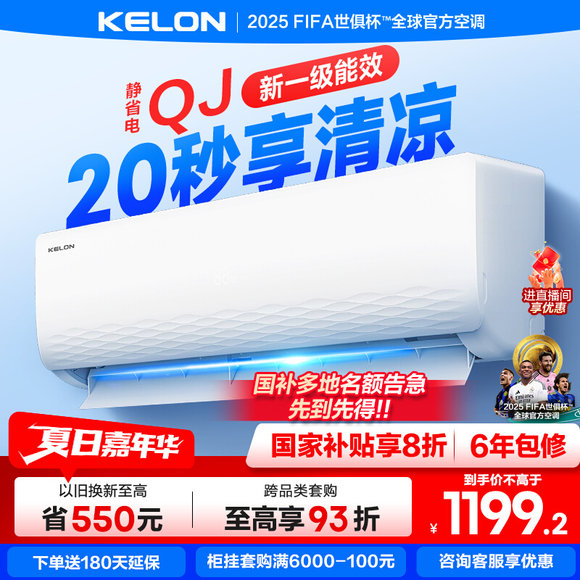 KELON | 2025 FIFA世俱杯™全球官方空调
静省电 QJ 新一级能效
20秒享清凉
KELON
进直播间
享优惠
国补多地名额告急
先到先得!!
2025 FIFA世俱杯™
全球官方空调
夏日嘉年华
国家补贴享8折 | 6年包修
以旧换新至高
省550元
跨品类套购
至高享93折
到手价不高于
¥1199.2
下单送180天延保
柜挂套购满6000-100元
咨询客服享优惠